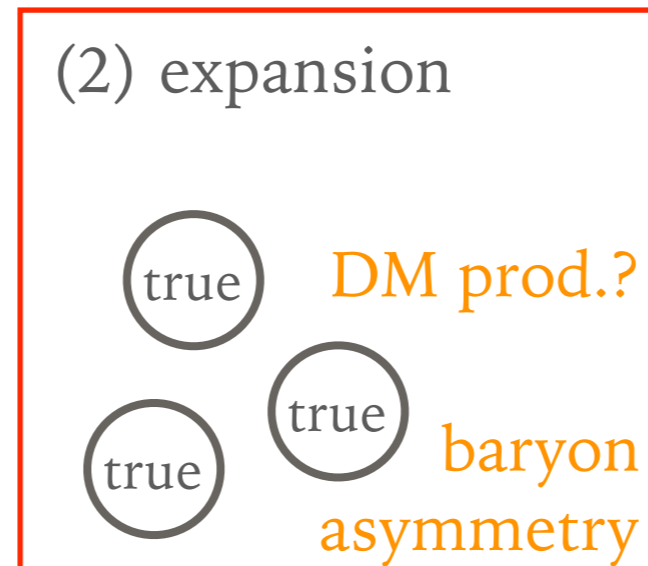 (2) expansion
true
DM prod.?
true
true
baryon
asymmetry